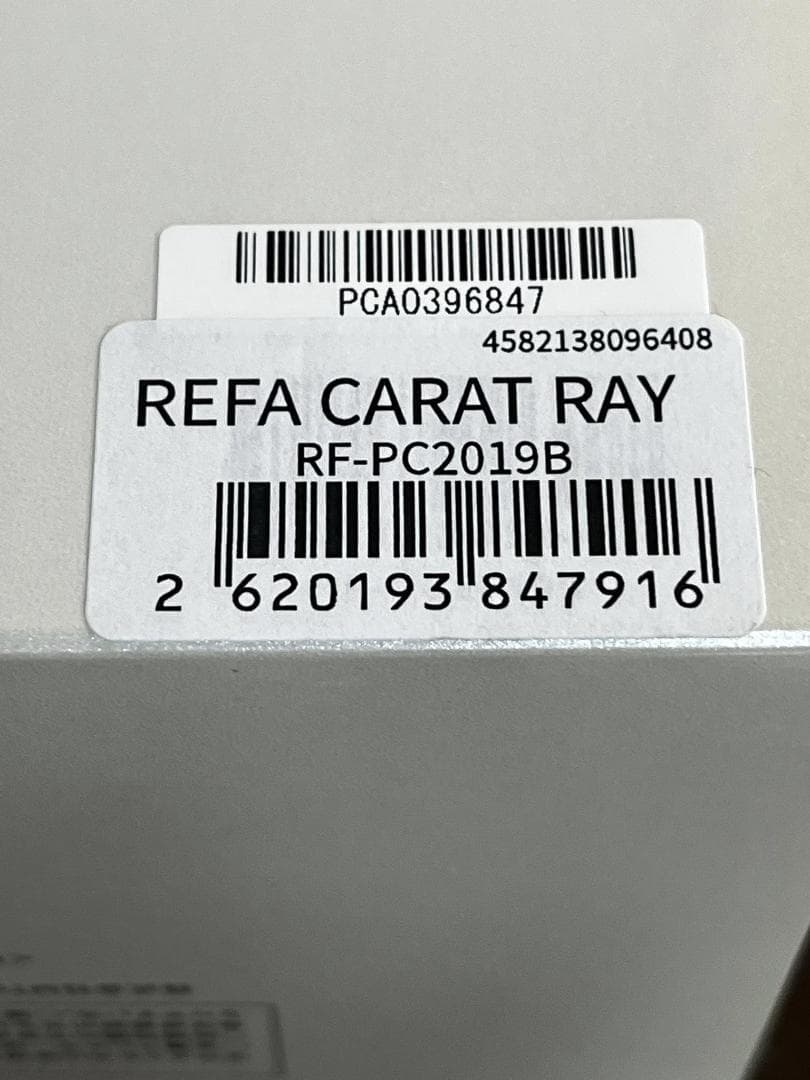 PCA0396847
4582138096408
REFA CARAT RAY
RF-PC2019B
2 620193 847916